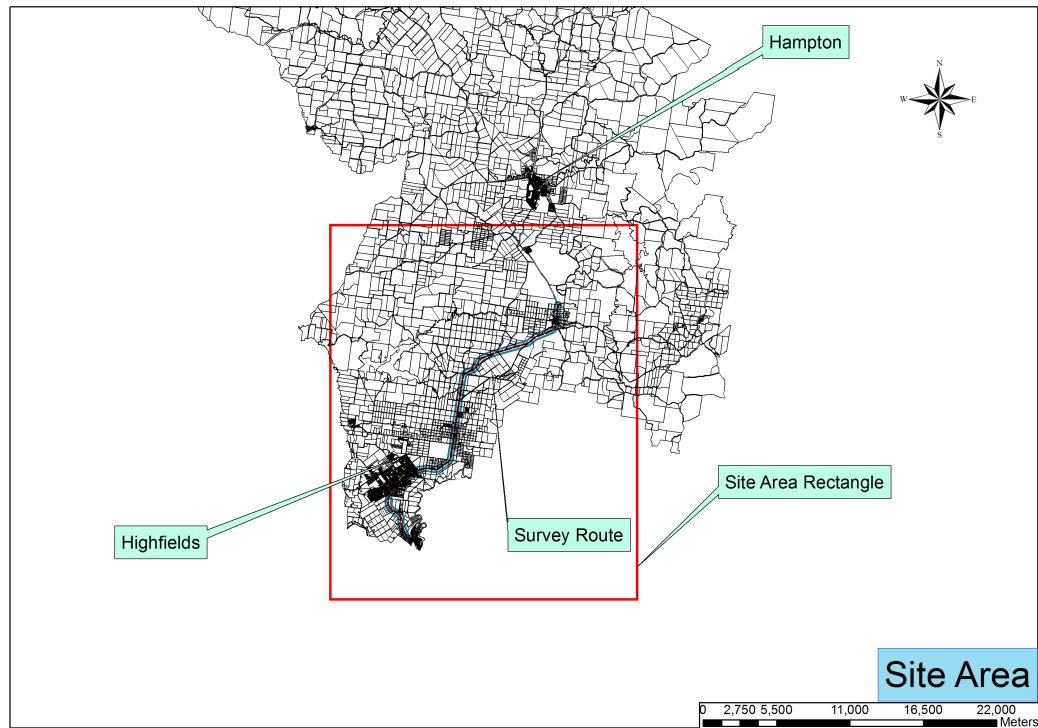 Hampton
N
W E
S
Site Area Rectangle
Survey Route
Highfields
Site Area
0 2,750 5,500 11,000 16,500 22,000
Meters